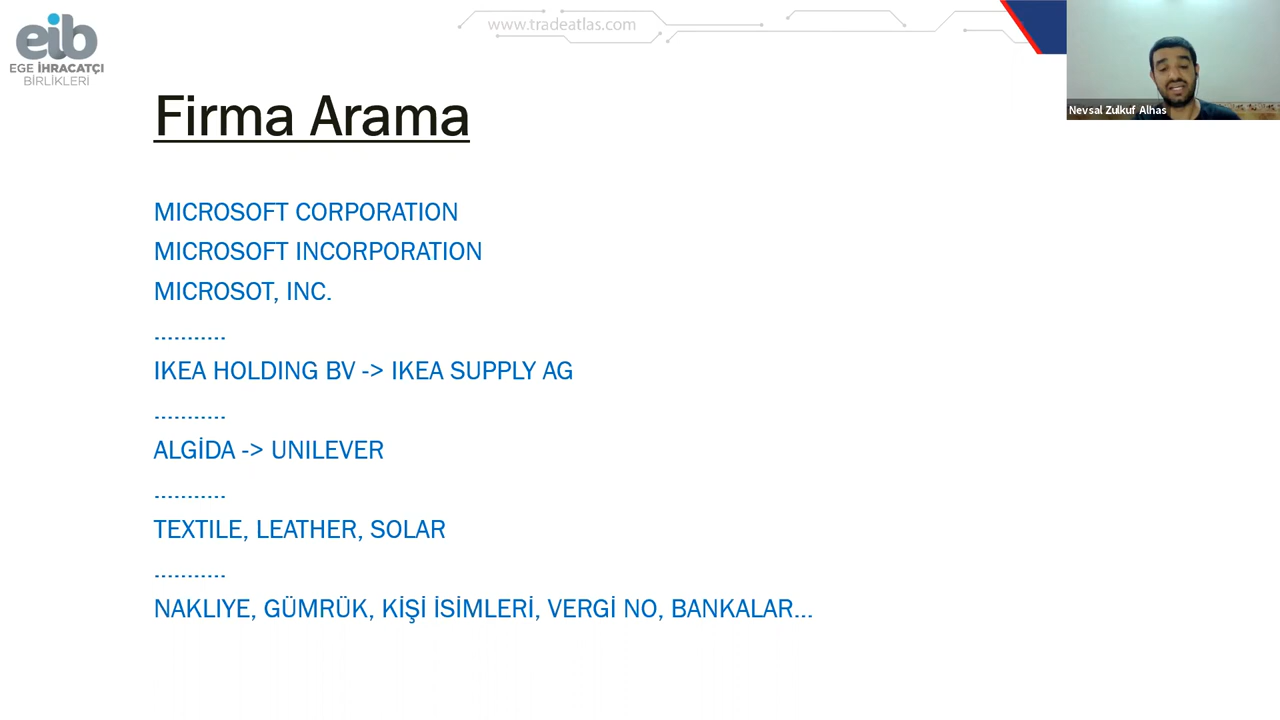 eib
EGE İHRACATÇI
BİRLİKLERİ
www.tradeatlas.com
Nevsal Zulkuf Alhas
Firma Arama
MICROSOFT CORPORATION
MICROSOFT INCORPORATION
MICROSOT, INC.
...........
IKEA HOLDING BV -> IKEA SUPPLY AG
...........
ALGİDA -> UNILEVER
...........
TEXTILE, LEATHER, SOLAR
...........
NAKLIYE, GÜMRÜK, KİŞİ İSİMLERİ, VERGİ NO, BANKALAR...